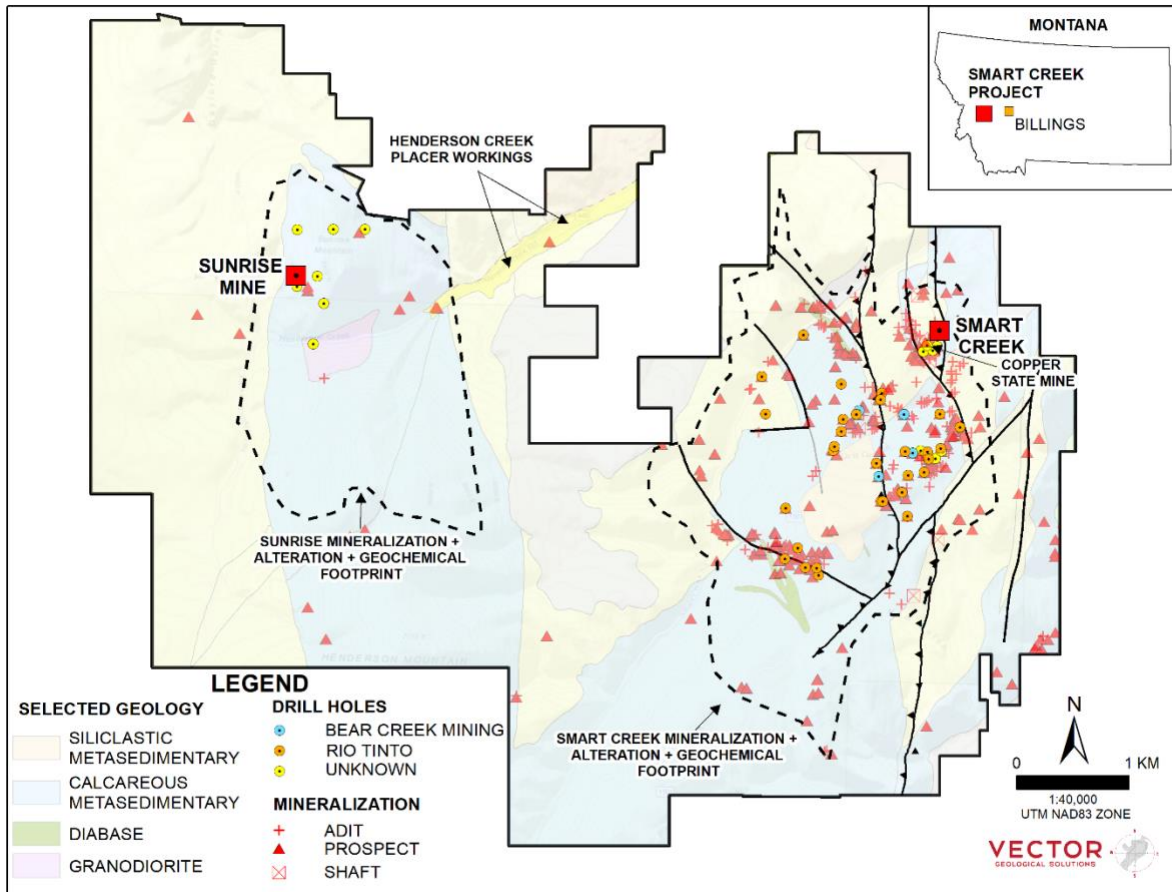 MONTANA
SMART CREEK
PROJECT
BILLINGS
HENDERSON CREEK
PLACER WORKINGS
SUNRISE
MINE
SMART
CREEK
COPPER
STATE MINE
SUNRISE MINERALIZATION +
ALTERATION + GEOCHEMICAL
FOOTPRINT
HENDERSON MOUNTAIN
SMART CREEK MINERALIZATION +
ALTERATION + GEOCHEMICAL
FOOTPRINT
LEGEND
SELECTED GEOLOGY
SILICLASTIC
METASEDIMENTARY
CALCAREOUS
METASEDIMENTARY
DIABASE
GRANODIORITE
DRILL HOLES
BEAR CREEK MINING
RIO TINTO
UNKNOWN
MINERALIZATION
ADIT
PROSPECT
SHAFT
N
0 1 KM
1:40,000
UTM NAD83 ZONE
VECTOR
GEOLOGICAL SOLUTIONS